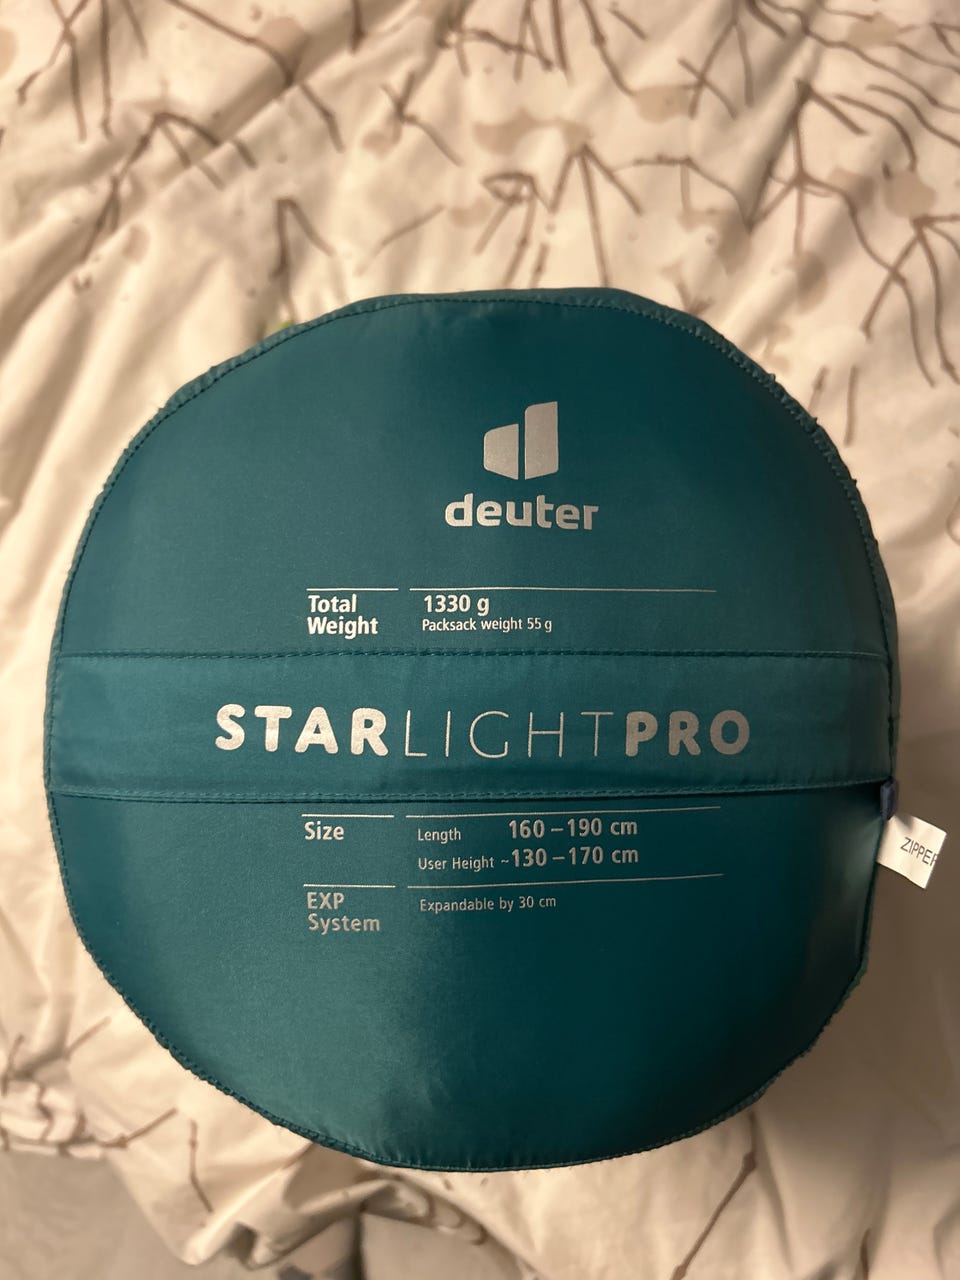 deuter
Total Weight 1330 g
Packsack weight 55 g
STARLIGHTPRO
Size Length 160 – 190 cm
User Height ~130 – 170 cm
EXP System Expandable by 30 cm
ZIPPER